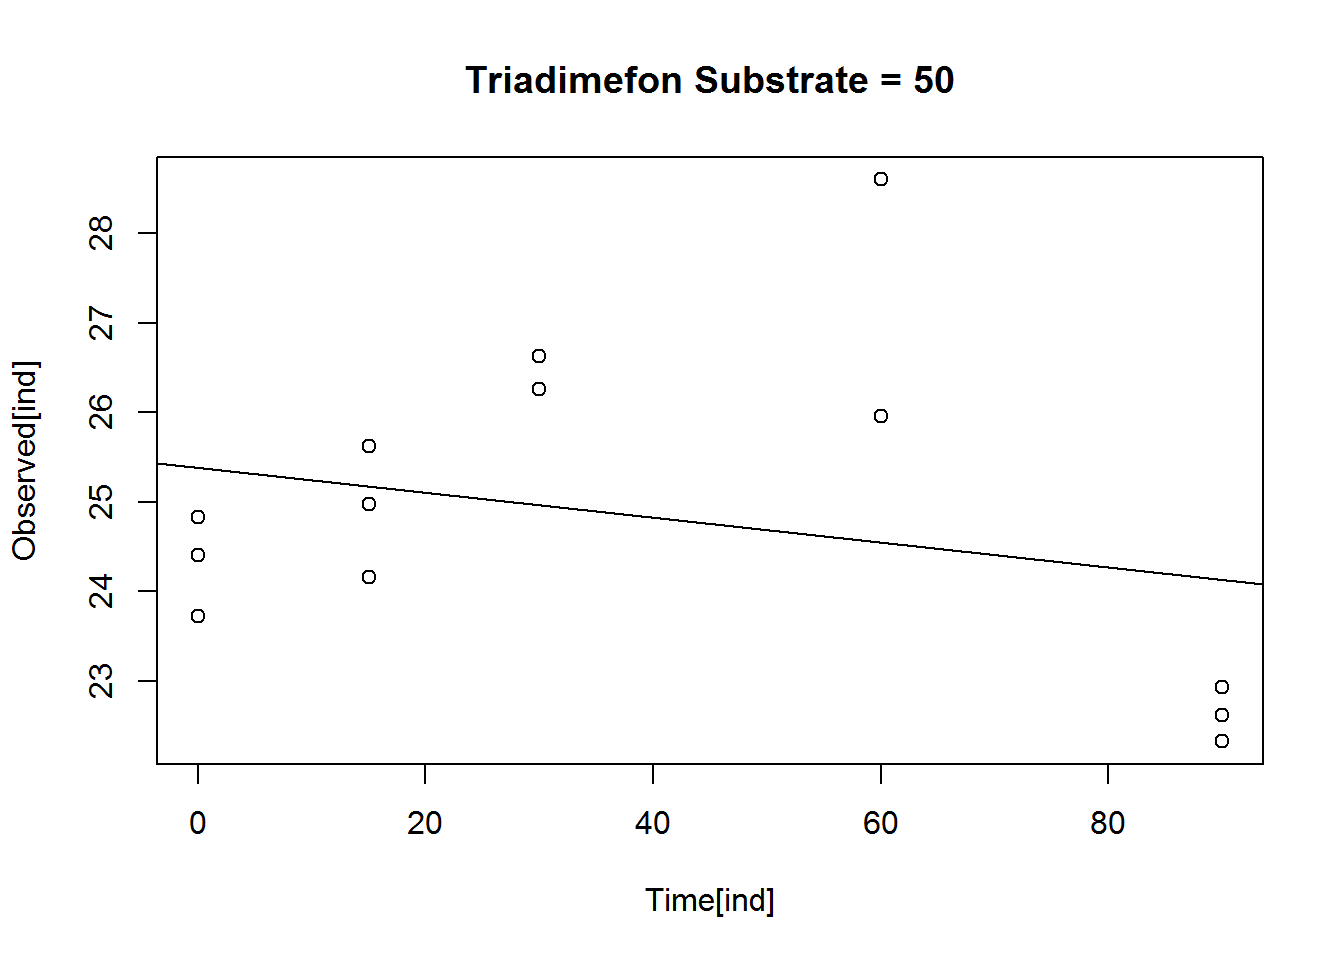 Triadimefon Substrate = 50
Observed[ind]
28
27
26
25
24
23
0 20 40 60 80
Time[ind]